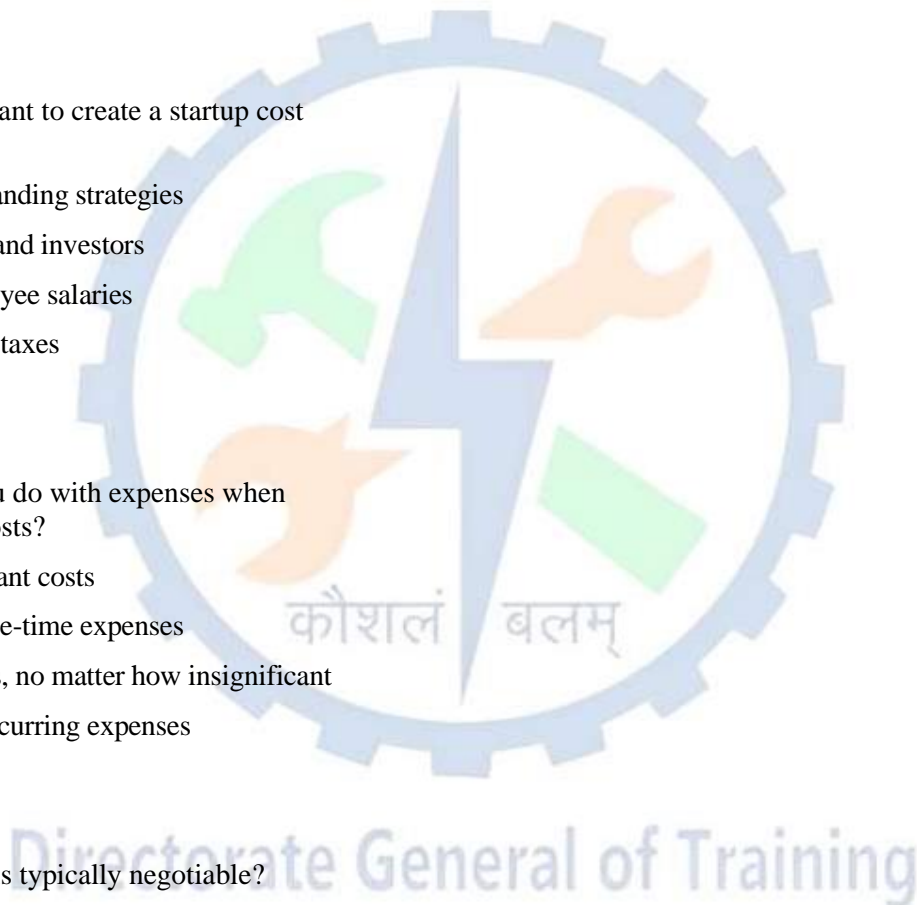 ant to create a startup cost
anding strategies
and investors
yee salaries
taxes
u do with expenses when
osts?
ant costs
e-time expenses
, no matter how insignificant
curring expenses
कौशलं बलम्
Directorate General of Training
s typically negotiable?